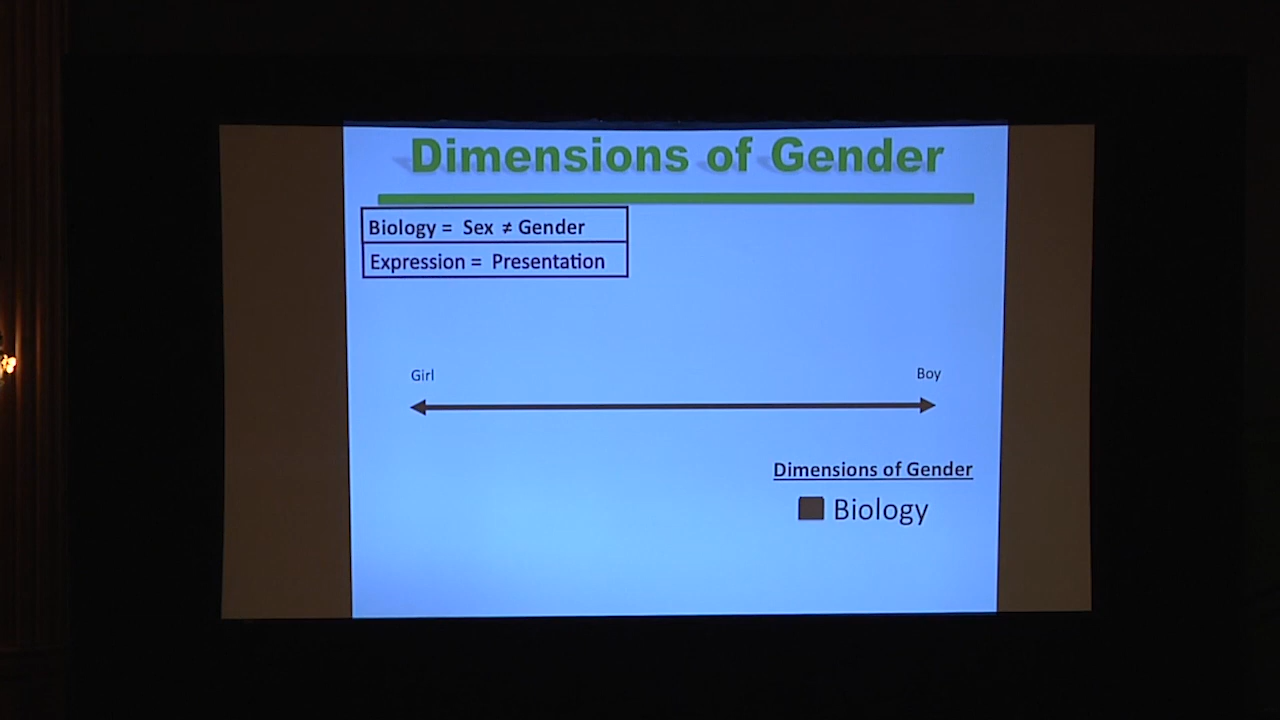 Dimensions of Gender
Biology = Sex ≠ Gender
Expression = Presentation
Girl
Boy
Dimensions of Gender
Biology